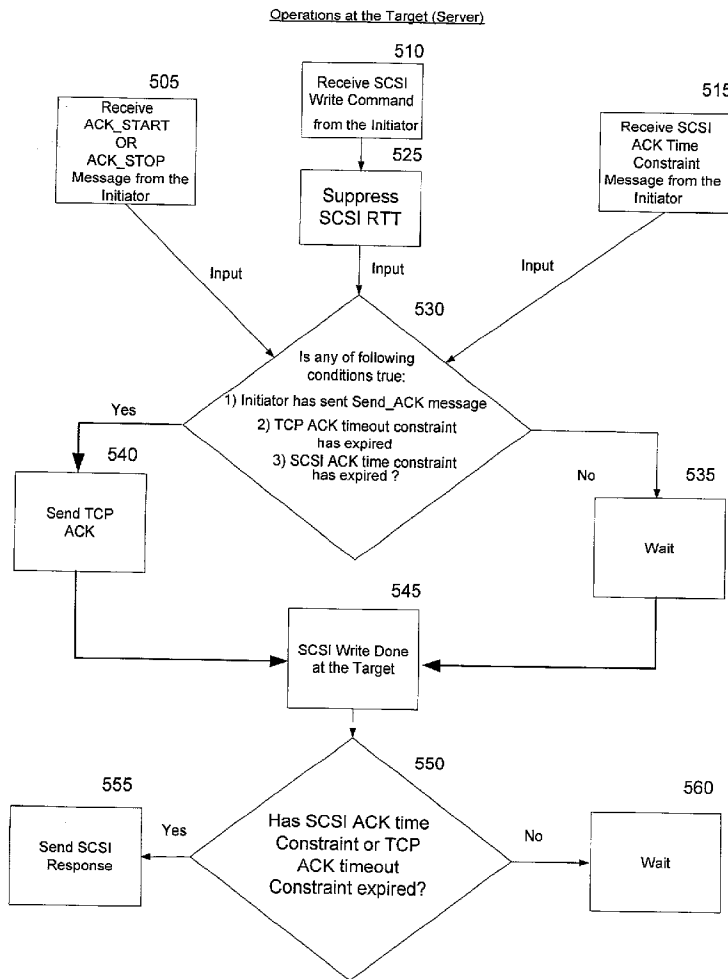 Operations at the Target (Server)
505
Receive
ACK_START
OR
ACK_STOP
Message from the
Initiator
510
Receive SCSI
Write Command
from the Initiator
515
Receive SCSI
ACK Time
Constraint
Message from the
Initiator
525
Suppress
SCSI RTT
Input
Input
Input
530
Is any of following
conditions true:
1) Initiator has sent Send_ACK message
2) TCP ACK timeout constraint
has expired
3) SCSI ACK time constraint
has expired ?
Yes
No
540
Send TCP
ACK
535
Wait
545
SCSI Write Done
at the Target
550
Has SCSI ACK time
Constraint or TCP
ACK timeout
Constraint expired?
Yes
No
555
Send SCSI
Response
560
Wait